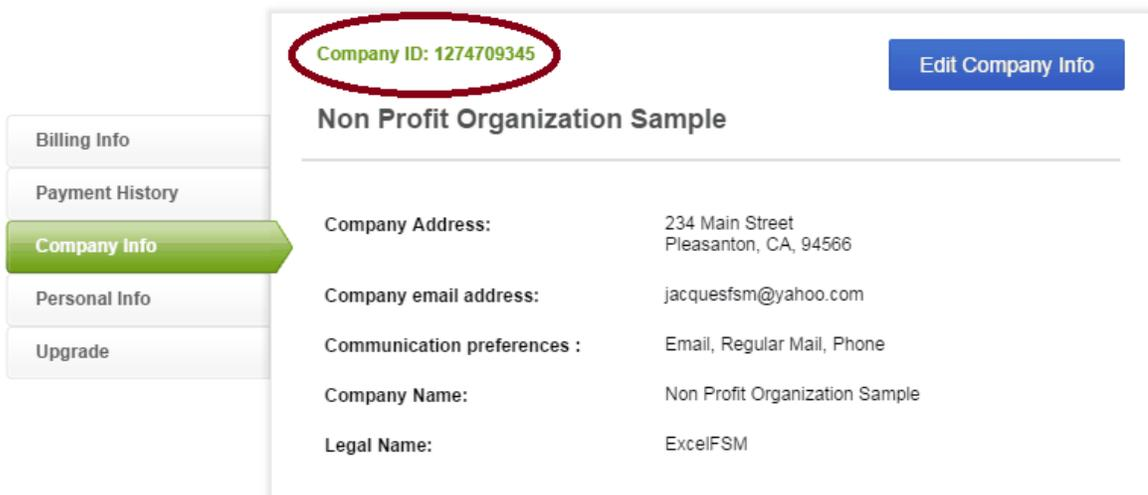 Company ID: 1274709345
Edit Company Info
Non Profit Organization Sample
Billing Info
Payment History
Company Info
Personal Info
Upgrade
Company Address: 234 Main Street
Pleasanton, CA, 94566
Company email address: jacquesfsm@yahoo.com
Communication preferences : Email, Regular Mail, Phone
Company Name: Non Profit Organization Sample
Legal Name: ExcelFSM